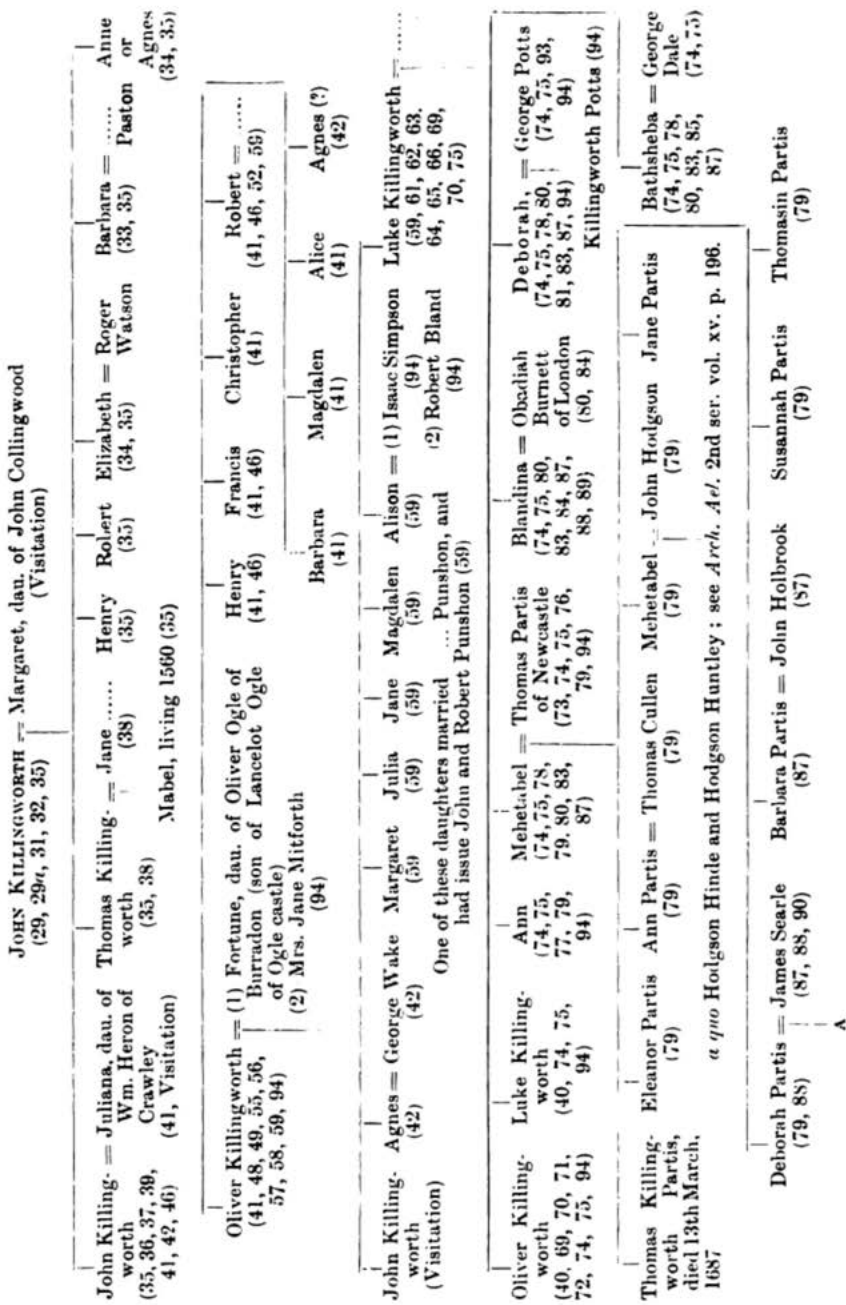 JOHN KILLINGWORTH = Margaret, dau. of John Collingwood
(29, 29a, 31, 32, 35) (Visitation)
John Killing- = Juliana, dau. of
worth Wm. Heron of
(35, 36, 37, 39, Crawley
41, 42, 46) (41, Visitation)
Thomas Killing- = Jane ......
worth (38)
(35, 38)
Mabel, living 1560 (35)
Henry
(35)
Robert
(35)
Elizabeth = Roger
(34, 35) Watson
Barbara = ......
(33, 35) Paston
Anne
or
Agnes
(34, 35)
Oliver Killingworth = (1) Fortune, dau. of Oliver Ogle of
(41, 48, 49, 55, 56, Burradon (son of Lancelot Ogle
57, 58, 59, 94) of Ogle castle)
(2) Mrs. Jane Mitforth
(94)
Henry
(41, 46)
Francis
(41, 46)
Christopher
(41)
Robert = ......
(41, 46, 52, 59)
Barbara
(41)
Magdalen
(41)
Alice
(41)
Agnes (?)
(42)
John Killing-
worth
(Visitation)
Agnes = George Wake
(42) (42)
Margaret
(59
Julia
(59)
Jane
(59)
Magdalen
(59)
Alison = (1) Isaac Simpson
(59) (94)
(2) Robert Bland
(94)
Luke Killingworth = ......
(59, 61, 62, 63,
64, 65, 66, 69,
70, 75)
One of these daughters married ... Punshon, and
had issue John and Robert Punshon (59)
Oliver Killing-
worth
(40, 69, 70, 71,
72, 74, 75, 94)
Luke Killing-
worth
(40, 74, 75,
94)
Ann
(74, 75,
77, 79,
94)
Mehetabel = Thomas Partis
(74, 75, 78, of Newcastle
79, 80, 83, (73, 74, 75, 76,
87) 79, 94)
Blandina = Obadiah
(74, 75, 80, Burnett
83, 84, 87, of London
88, 89) (80, 84)
Deborah, = George Potts
(74, 75, 78, 80, (74, 75, 93,
81, 83, 87, 94) 94)
Killingworth Potts (94)
Bathsheba = George
(74, 75, 78, Dale
80, 83, 85, (74, 75)
87)
Thomas Killing-
worth Partis,
died 13th March,
1687
Eleanor Partis
(79)
Ann Partis = Thomas Cullen
(79) (79)
Mehetabel = John Hodgson
(79) (79)
Jane Partis
a quo Hodgson Hinde and Hodgson Huntley ; see Arch. Ael. 2nd ser. vol. xv. p. 196.
Deborah Partis = James Searle
(79, 88) (87, 88, 90)
A
Barbara Partis = John Holbrook
(87) (87)
Susannah Partis
(79)
Thomasin Partis
(79)